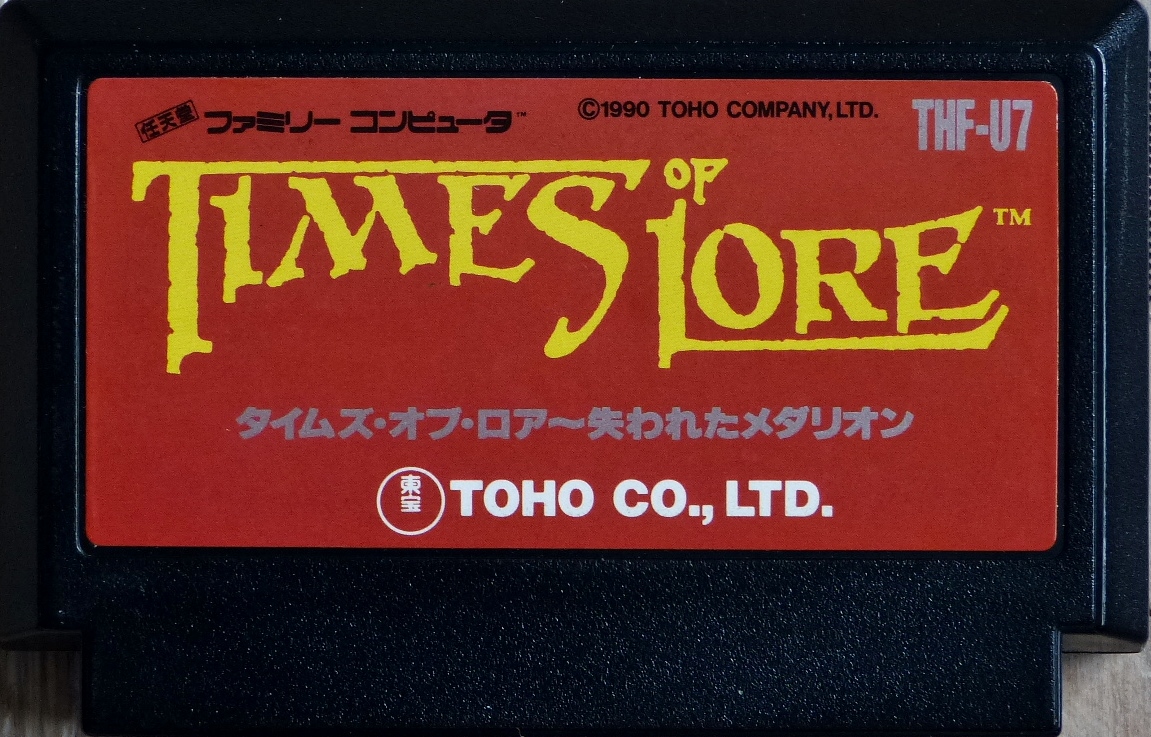 任天堂 ファミリー コンピュータ™ ©1990 TOHO COMPANY, LTD. THF-U7
TIMES OF LORE™
タイムズ・オブ・ロア～失われたメダリオン
東宝 TOHO CO., LTD.